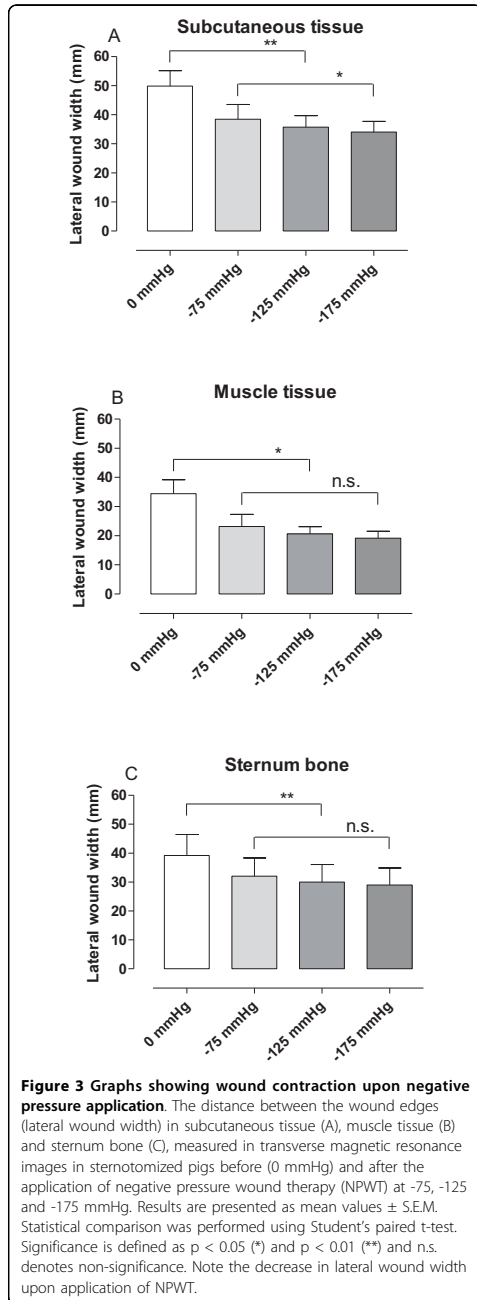 A
Subcutaneous tissue
**
*
Lateral wound width (mm)
60
50
40
30
20
10
0
0 mmHg
-75 mmHg
-125 mmHg
-175 mmHg
B
Muscle tissue
*
n.s.
Lateral wound width (mm)
60
50
40
30
20
10
0
0 mmHg
-75 mmHg
-125 mmHg
-175 mmHg
C
Sternum bone
**
n.s.
Lateral wound width (mm)
60
50
40
30
20
10
0
0 mmHg
-75 mmHg
-125 mmHg
-175 mmHg
Figure 3 Graphs showing wound contraction upon negative
pressure application. The distance between the wound edges
(lateral wound width) in subcutaneous tissue (A), muscle tissue (B)
and sternum bone (C), measured in transverse magnetic resonance
images in sternotomized pigs before (0 mmHg) and after the
application of negative pressure wound therapy (NPWT) at -75, -125
and -175 mmHg. Results are presented as mean values ± S.E.M.
Statistical comparison was performed using Student's paired t-test.
Significance is defined as p < 0.05 (*) and p < 0.01 (**) and n.s.
denotes non-significance. Note the decrease in lateral wound width
upon application of NPWT.